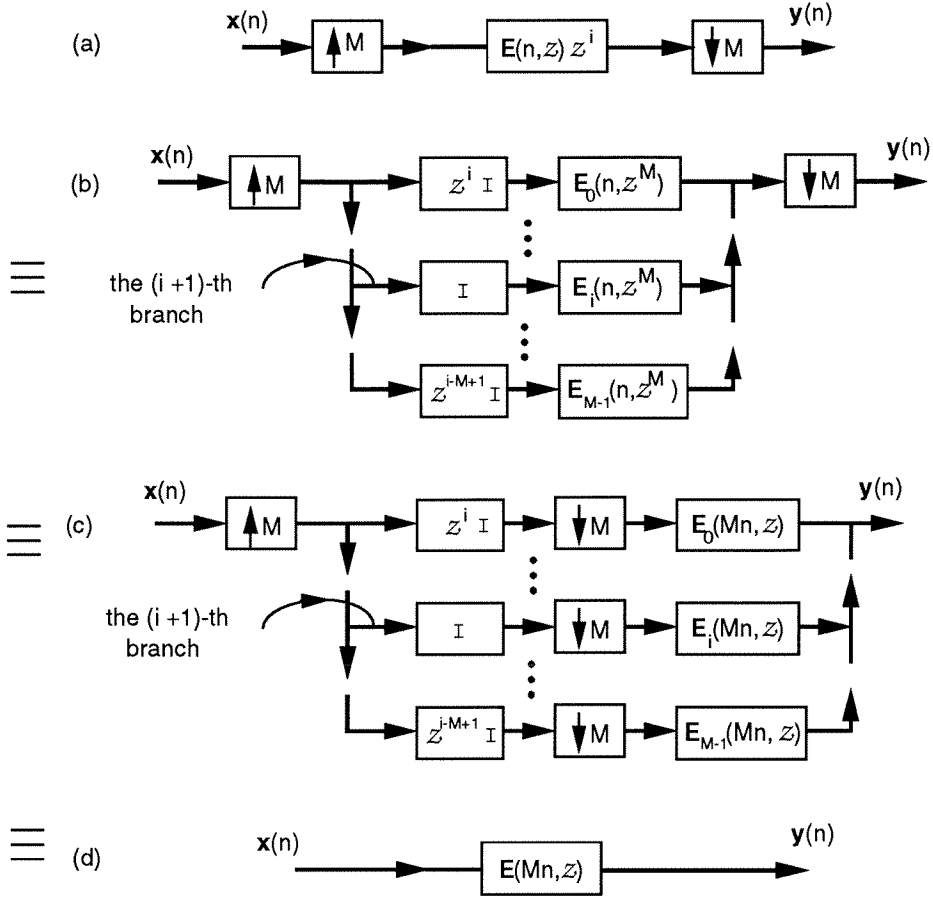 (a) x(n) ↑M E(n,z) z^i ↓M y(n)
(b) x(n) ↑M z^i I E_0(n,z^M) ↓M y(n)
≡ the (i +1)-th branch I E_i(n,z^M)
z^{i-M+1} I E_{M-1}(n,z^M)
≡ (c) x(n) ↑M z^i I ↓M E_0(Mn, z) y(n)
the (i +1)-th branch I ↓M E_i(Mn, z)
z^{i-M+1} I ↓M E_{M-1}(Mn, z)
≡ (d) x(n) E(Mn,z) y(n)